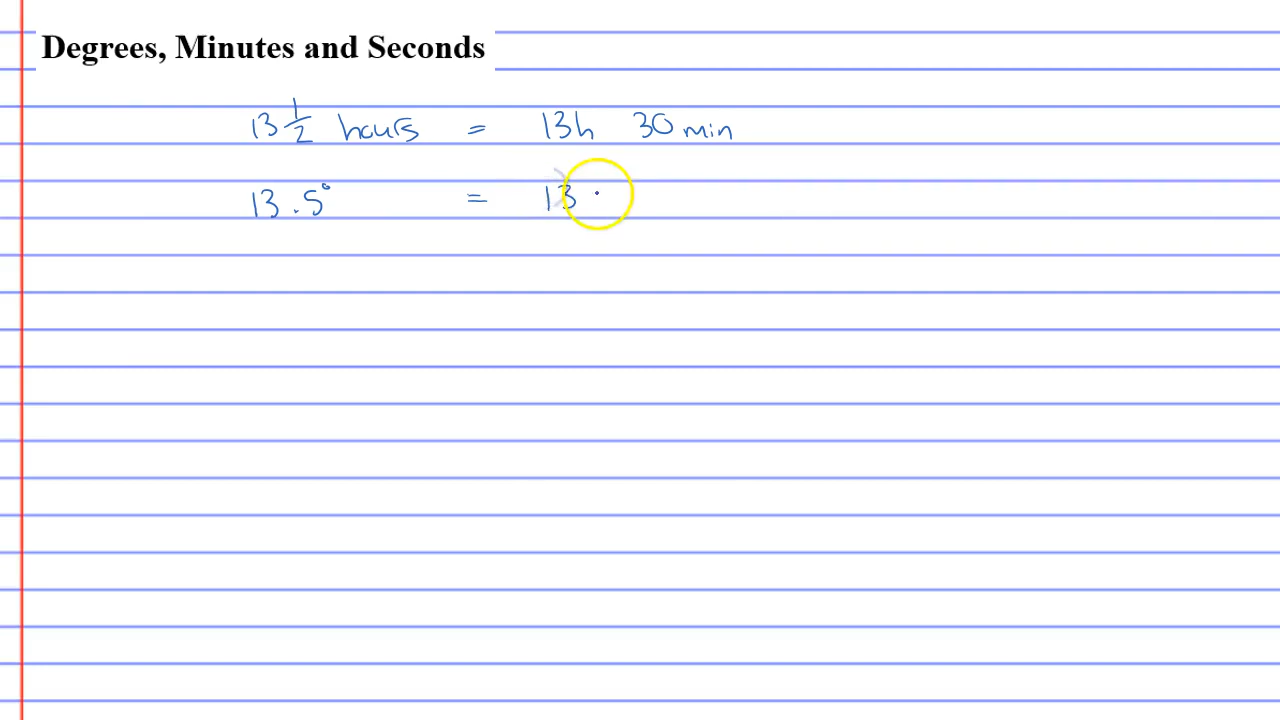 Degrees, Minutes and Seconds
13 1/2 hours = 13h 30 min
13.5° = 13